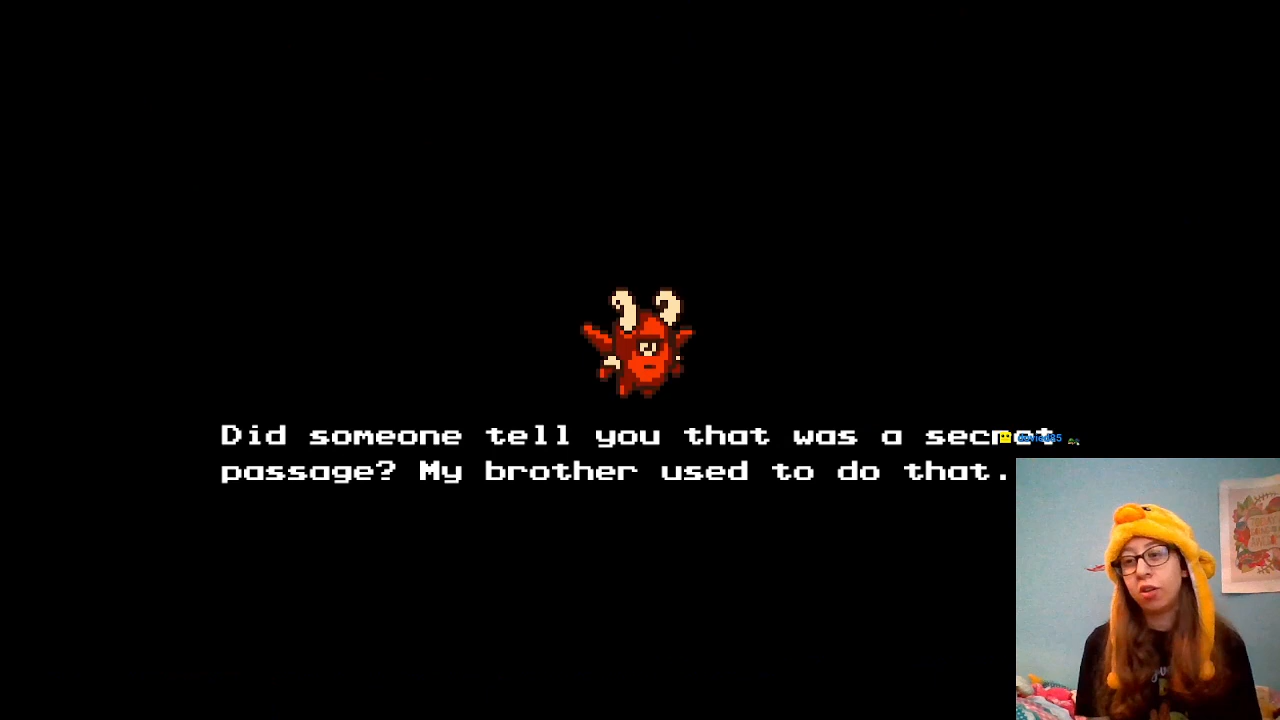 Did someone tell you that was a secret
passage? My brother used to do that.